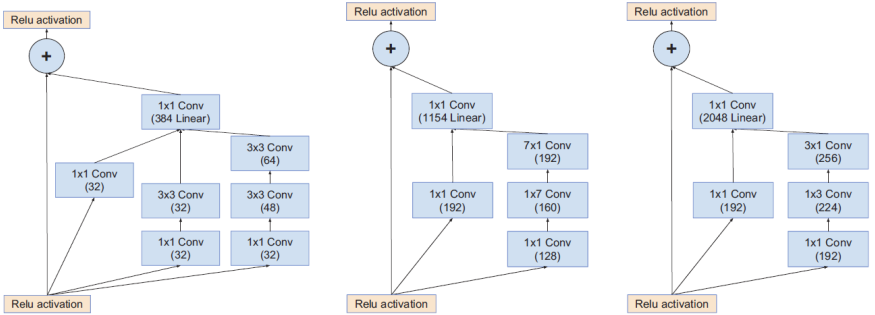 Relu activation
+
1x1 Conv
(384 Linear)
3x3 Conv
(64)
1x1 Conv
(32)
3x3 Conv
(32)
3x3 Conv
(48)
1x1 Conv
(32)
1x1 Conv
(32)
Relu activation
Relu activation
+
1x1 Conv
(1154 Linear)
7x1 Conv
(192)
1x1 Conv
(192)
1x7 Conv
(160)
1x1 Conv
(128)
Relu activation
Relu activation
+
1x1 Conv
(2048 Linear)
3x1 Conv
(256)
1x1 Conv
(192)
1x3 Conv
(224)
1x1 Conv
(192)
Relu activation